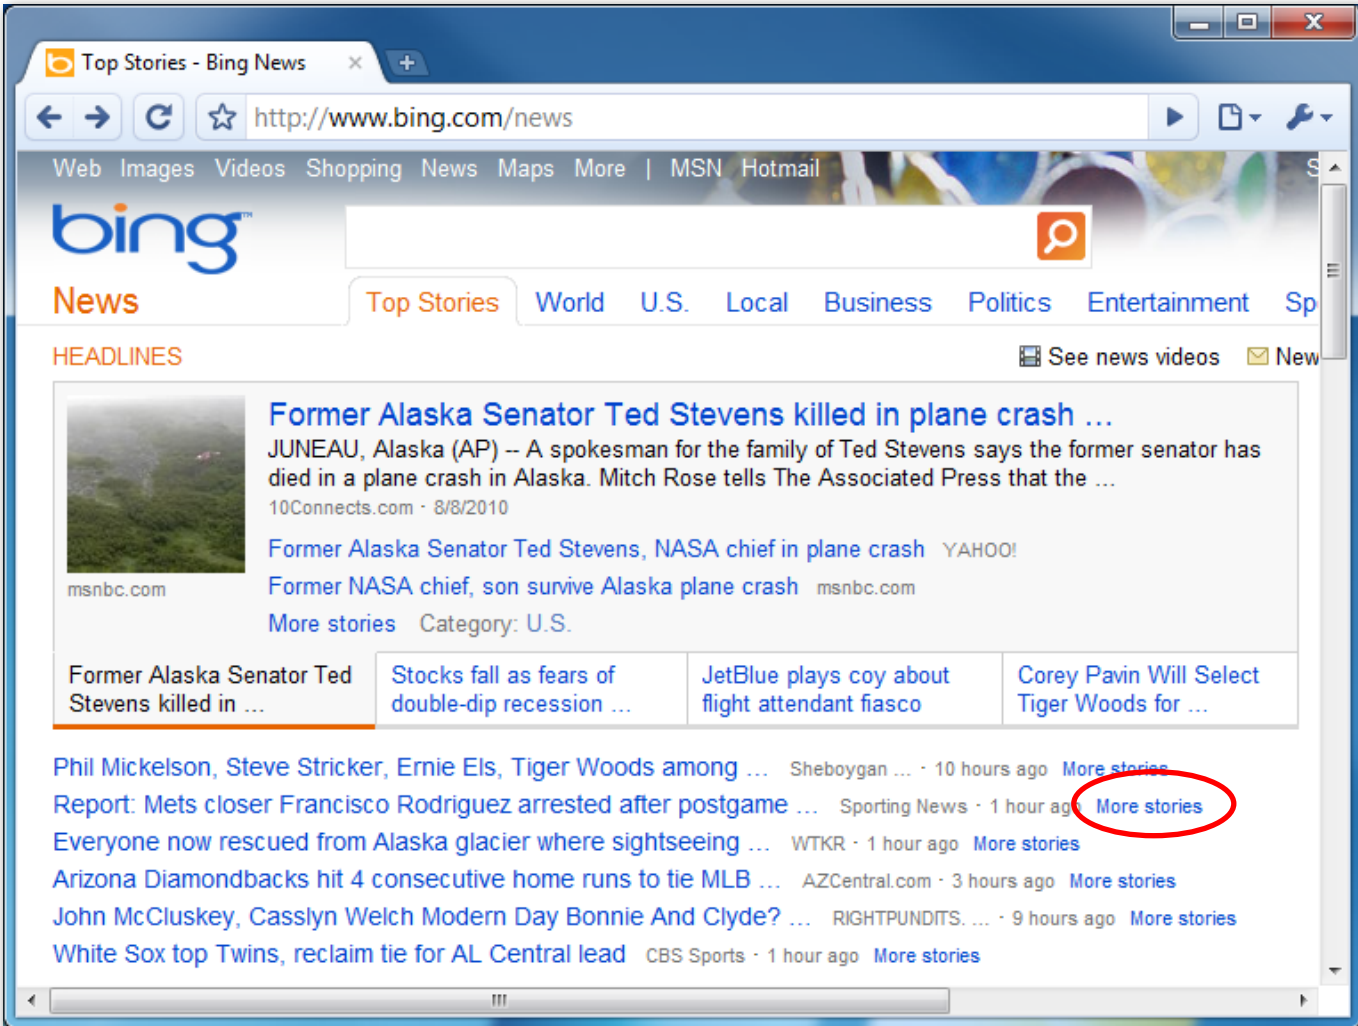 Top Stories - Bing News
http://www.bing.com/news
Web Images Videos Shopping News Maps More | MSN Hotmail
bing™
News
Top Stories World U.S. Local Business Politics Entertainment Sp
HEADLINES
See news videos New
Former Alaska Senator Ted Stevens killed in plane crash ...
JUNEAU, Alaska (AP) -- A spokesman for the family of Ted Stevens says the former senator has
died in a plane crash in Alaska. Mitch Rose tells The Associated Press that the ...
10Connects.com · 8/8/2010
Former Alaska Senator Ted Stevens, NASA chief in plane crash YAHOO!
Former NASA chief, son survive Alaska plane crash msnbc.com
msnbc.com
More stories Category: U.S.
Former Alaska Senator Ted
Stevens killed in ...
Stocks fall as fears of
double-dip recession ...
JetBlue plays coy about
flight attendant fiasco
Corey Pavin Will Select
Tiger Woods for ...
Phil Mickelson, Steve Stricker, Ernie Els, Tiger Woods among ... Sheboygan ... · 10 hours ago More stories
Report: Mets closer Francisco Rodriguez arrested after postgame ... Sporting News · 1 hour ago More stories
Everyone now rescued from Alaska glacier where sightseeing ... WTKR · 1 hour ago More stories
Arizona Diamondbacks hit 4 consecutive home runs to tie MLB ... AZCentral.com · 3 hours ago More stories
John McCluskey, Casslyn Welch Modern Day Bonnie And Clyde? ... RIGHTPUNDITS. ... · 9 hours ago More stories
White Sox top Twins, reclaim tie for AL Central lead CBS Sports · 1 hour ago More stories